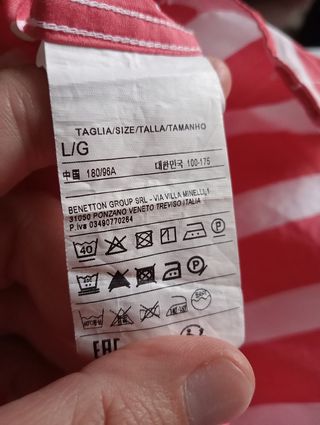 TAGLIA/SIZE/TALLA/TAMANHO
L/G
中国 180/96A 대한민국 100-175
BENETTON GROUP SRL - VIA VILLA MINELLI,1
31050 PONZANO VENETO TREVISO ITALIA
P.iva 03490770264
40 P
P
EAC